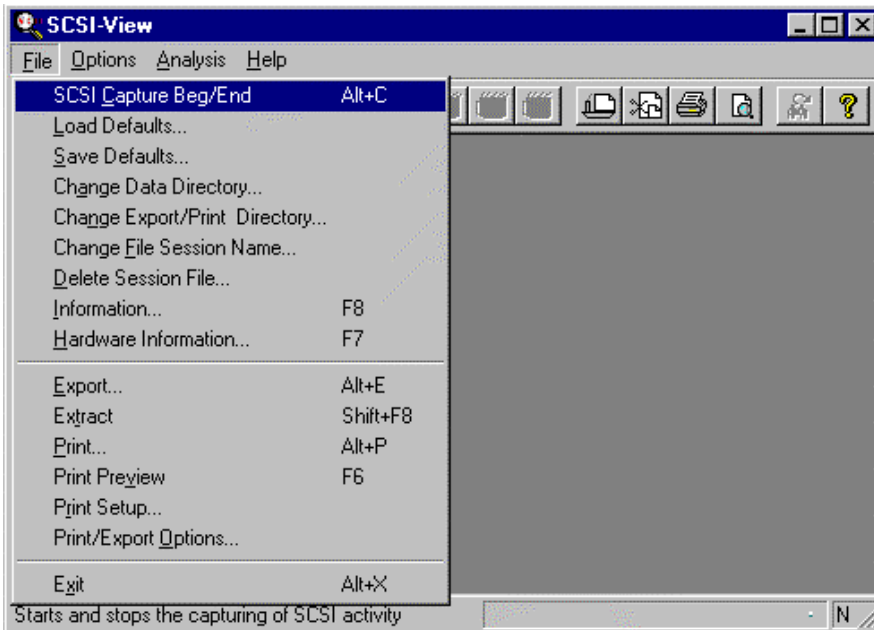 SCSI-View
File Options Analysis Help
SCSI Capture Beg/End Alt+C
Load Defaults...
Save Defaults...
Change Data Directory...
Change Export/Print Directory...
Change File Session Name...
Delete Session File...
Information... F8
Hardware Information... F7
Export... Alt+E
Extract Shift+F8
Print... Alt+P
Print Preview F6
Print Setup...
Print/Export Options...
Exit Alt+X
Starts and stops the capturing of SCSI activity - N